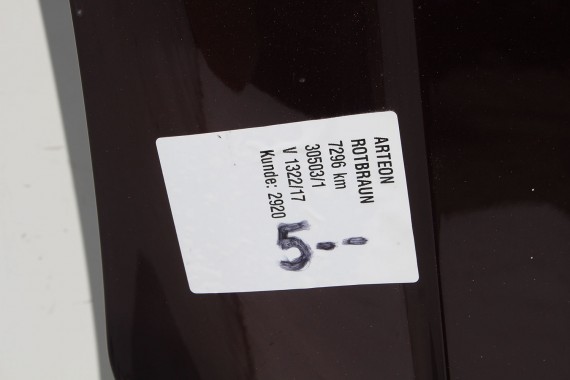 ARTEON
ROTBRAUN
7296 km
30503/1
V 1322/17
Kunde: 2920
5.-